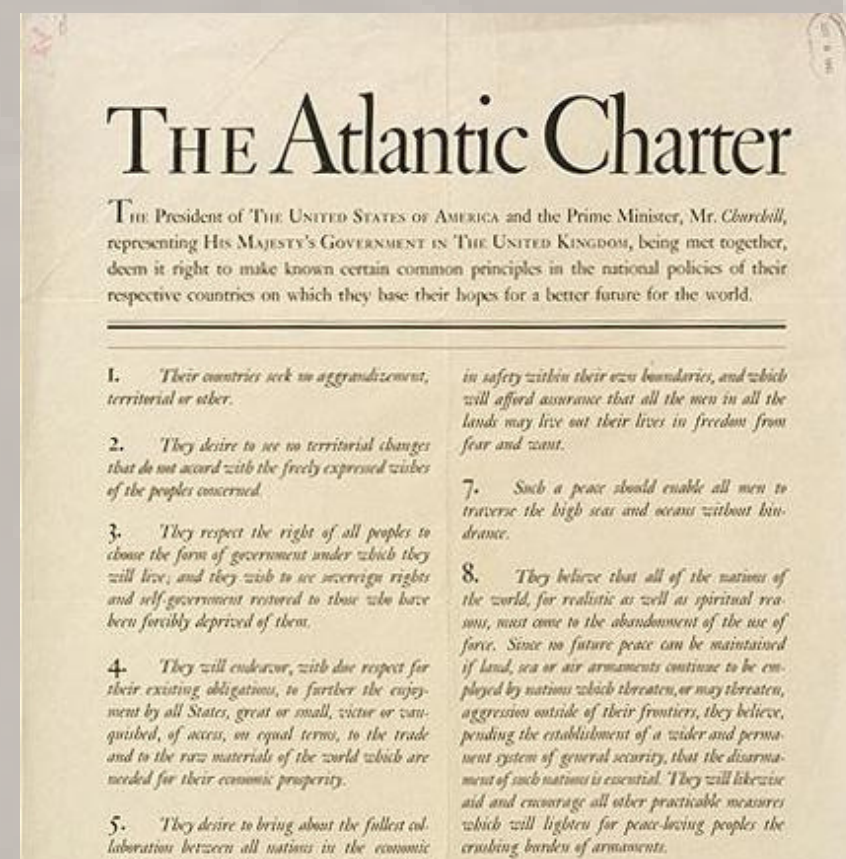 THE Atlantic Charter
THE President of THE UNITED STATES OF AMERICA and the Prime Minister, Mr. Churchill,
representing HIS MAJESTY'S GOVERNMENT IN THE UNITED KINGDOM, being met together,
deem it right to make known certain common principles in the national policies of their
respective countries on which they base their hopes for a better future for the world.
1. Their countries seek no aggrandizement,
territorial or other.
2. They desire to see no territorial changes
that do not accord with the freely expressed wishes
of the peoples concerned.
3. They respect the right of all peoples to
choose the form of government under which they
will live; and they wish to see sovereign rights
and self-government restored to those who have
been forcibly deprived of them.
4. They will endeavor, with due respect for
their existing obligations, to further the enjoy-
ment by all States, great or small, victor or van-
quished, of access, on equal terms, to the trade
and to the raw materials of the world which are
needed for their economic prosperity.
5. They desire to bring about the fullest col-
laboration between all nations in the economic
in safety within their own boundaries, and which
will afford assurance that all the men in all the
lands may live out their lives in freedom from
fear and want.
7. Such a peace should enable all men to
traverse the high seas and oceans without hin-
drance.
8. They believe that all of the nations of
the world, for realistic as well as spiritual rea-
sons, must come to the abandonment of the use of
force. Since no future peace can be maintained
if land, sea or air armaments continue to be em-
ployed by nations which threaten, or may threaten,
aggression outside of their frontiers, they believe,
pending the establishment of a wider and perma-
nent system of general security, that the disarma-
ment of such nations is essential. They will likewise
aid and encourage all other practicable measures
which will lighten for peace-loving peoples the
crushing burden of armaments.